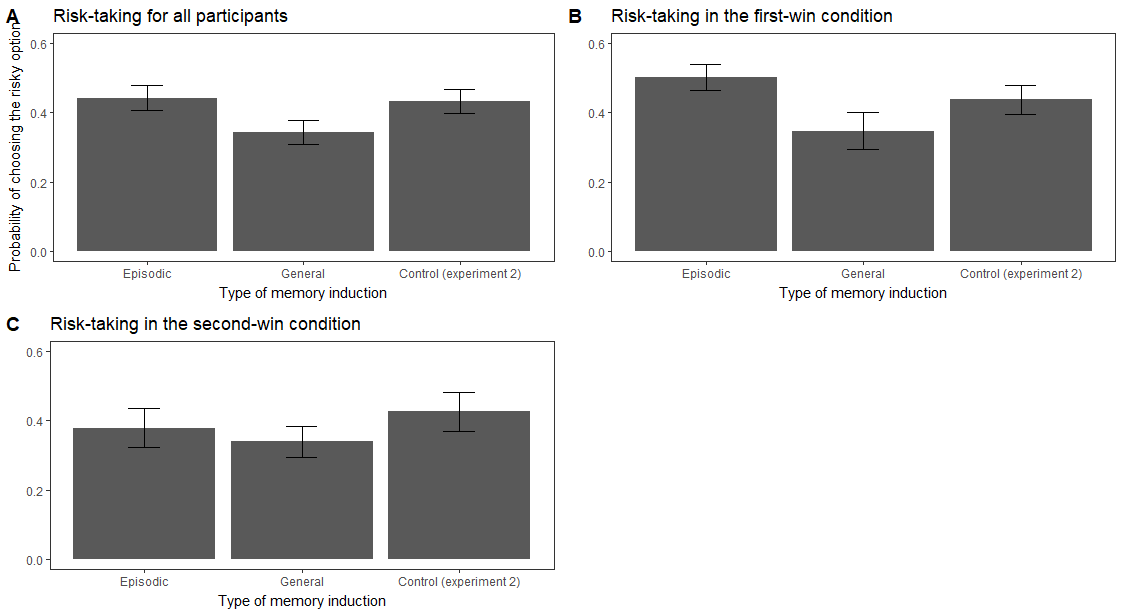 A Risk-taking for all participants
Probability of choosing the risky option
0.6
0.4
0.2
0.0
Episodic General Control (experiment 2)
Type of memory induction
B Risk-taking in the first-win condition
0.6
0.4
0.2
0.0
Episodic General Control (experiment 2)
Type of memory induction
C Risk-taking in the second-win condition
0.6
0.4
0.2
0.0
Episodic General Control (experiment 2)
Type of memory induction